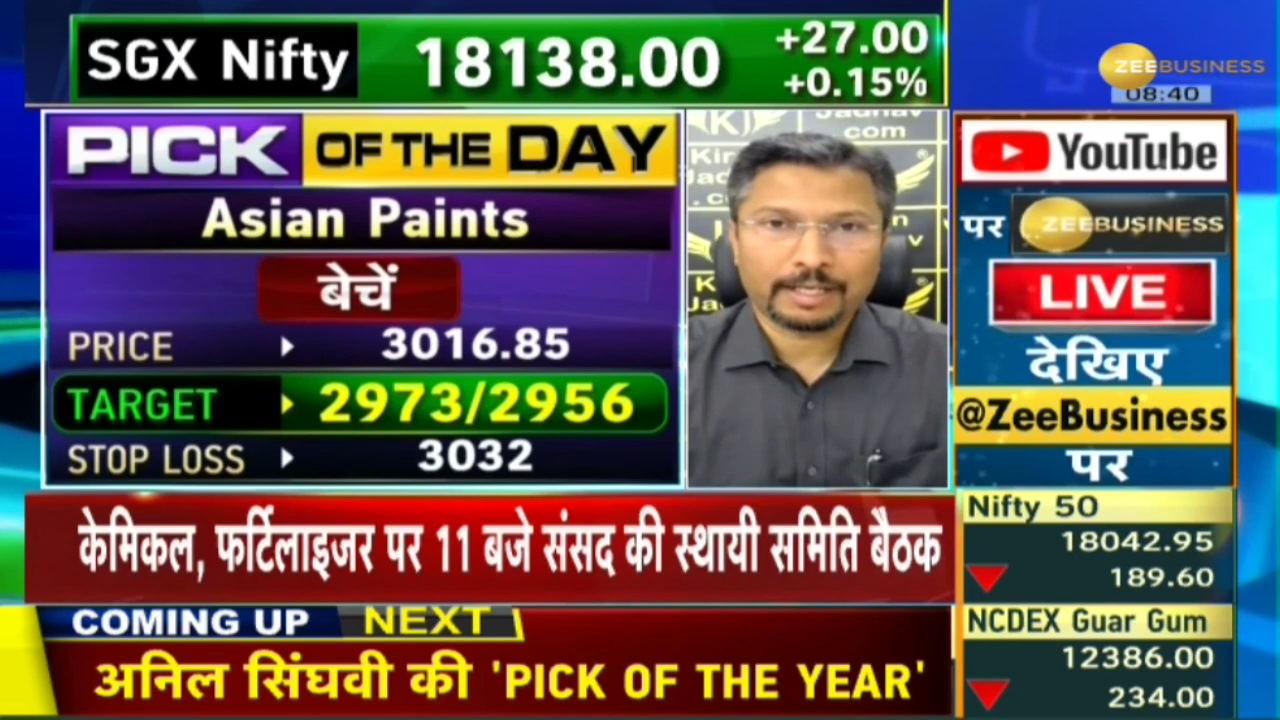 SGX Nifty 18138.00 +27.00
+0.15%
ZEEBUSINESS
08:40
PICK OF THE DAY
Asian Paints
बेचें
PRICE 3016.85
TARGET 2973/2956
STOP LOSS 3032
(K) Jadhav
com
YouTube
पर ZEEBUSINESS
LIVE
देखिए
@ZeeBusiness
पर
केमिकल, फर्टिलाइजर पर 11 बजे संसद की स्थायी समिति बैठक
COMING UP NEXT
अनिल सिंघवी की 'PICK OF THE YEAR'
Nifty 50
18042.95
189.60
NCDEX Guar Gum
12386.00
234.00